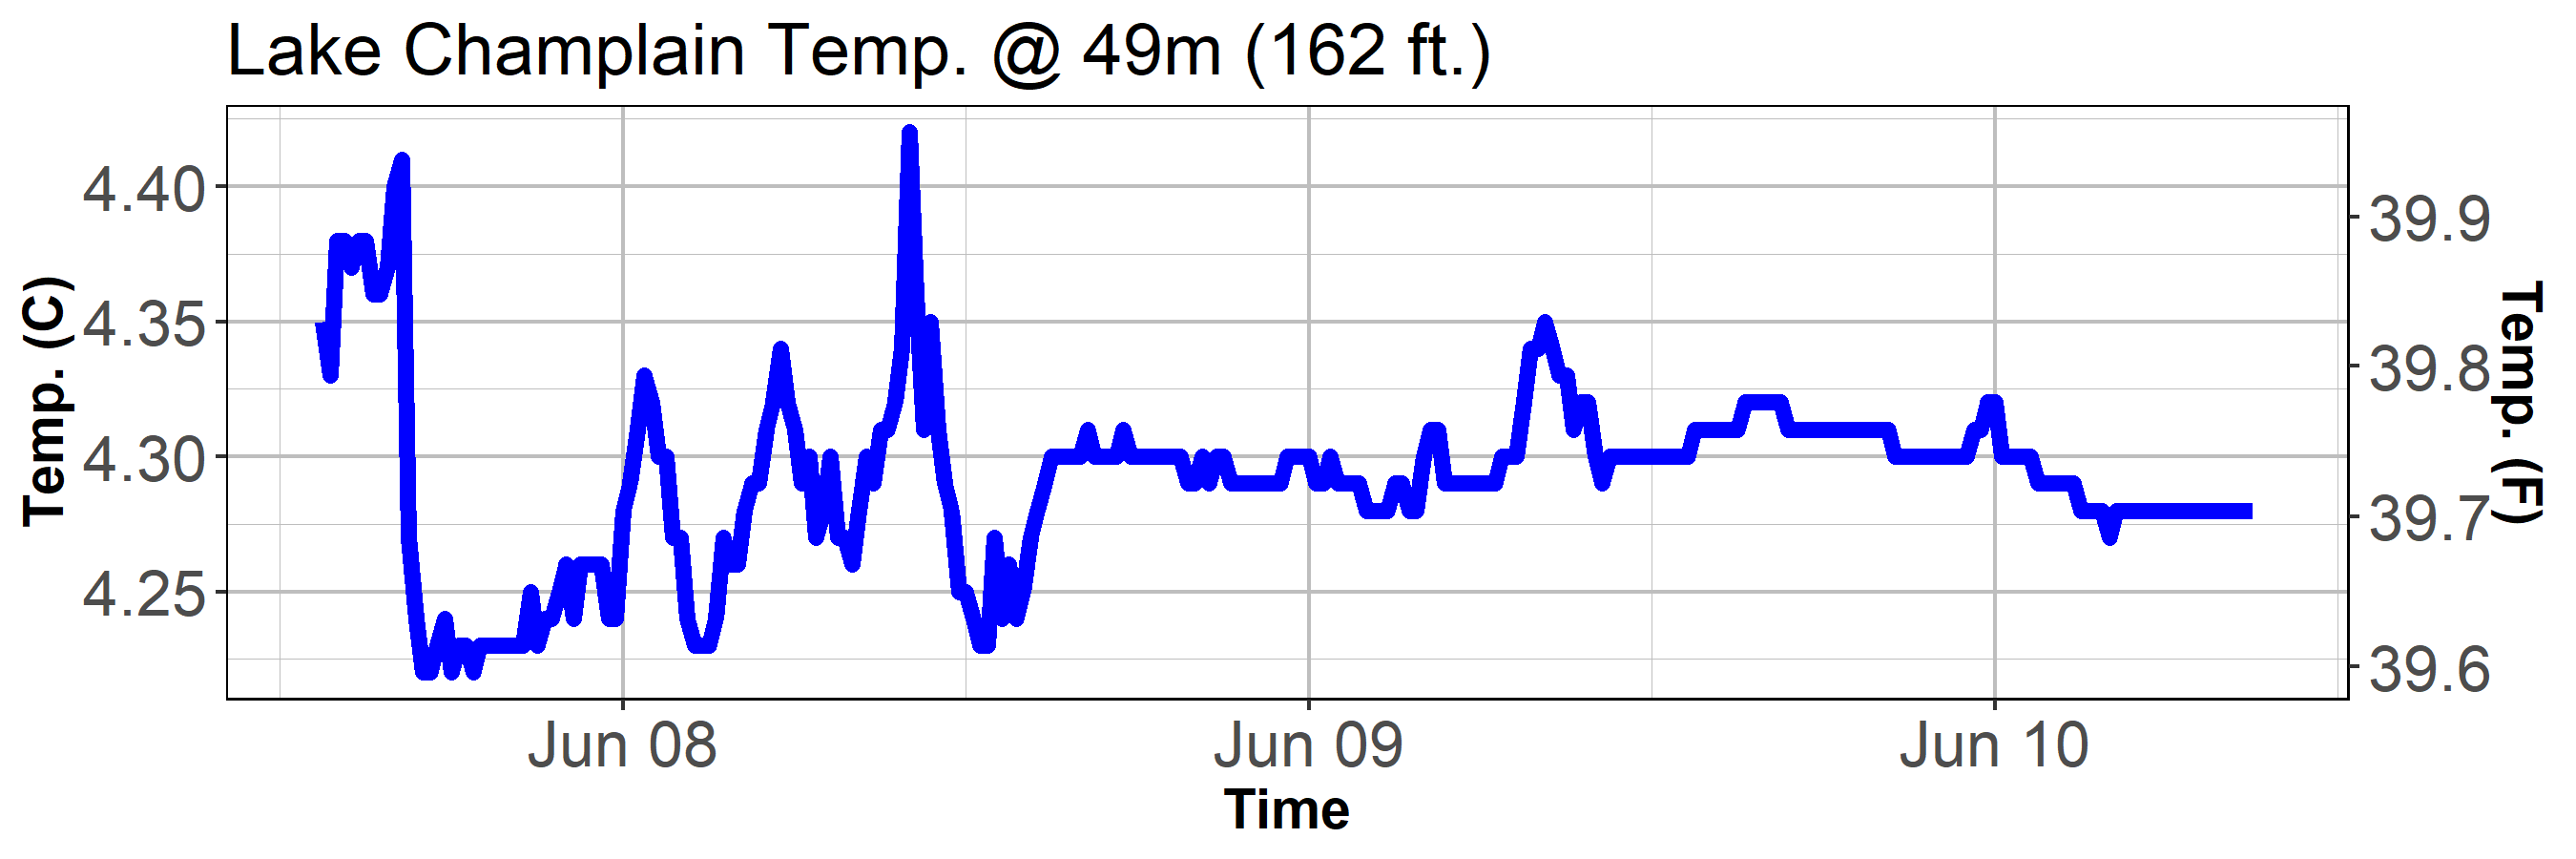 Lake Champlain Temp. @ 49m (162 ft.)
Temp. (C)
4.40
4.35
4.30
4.25
39.9
39.8
39.7
39.6
Temp. (F)
Jun 08
Jun 09
Jun 10
Time